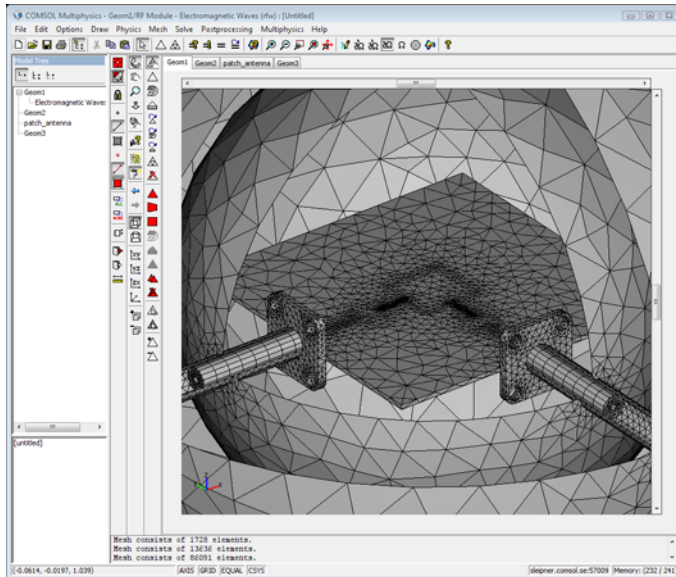 COMSOL Multiphysics - Geom1/RF Module - Electromagnetic Waves (rfw) : [Untitled]
File Edit Options Draw Physics Mesh Solve Postprocessing Multiphysics Help
Model Tree
Geom1 Geom2 patch_antenna Geom3
Geom1
Electromagnetic Waves
Geom2
patch_antenna
Geom3
[untitled]
Mesh consists of 1728 elements.
Mesh consists of 13636 elements.
Mesh consists of 86091 elements.
(-0.0614, -0.0197, 1.039) AXIS GRID EQUAL CSYS sleipner.comsol.se:57009 Memory: (232 / 241)